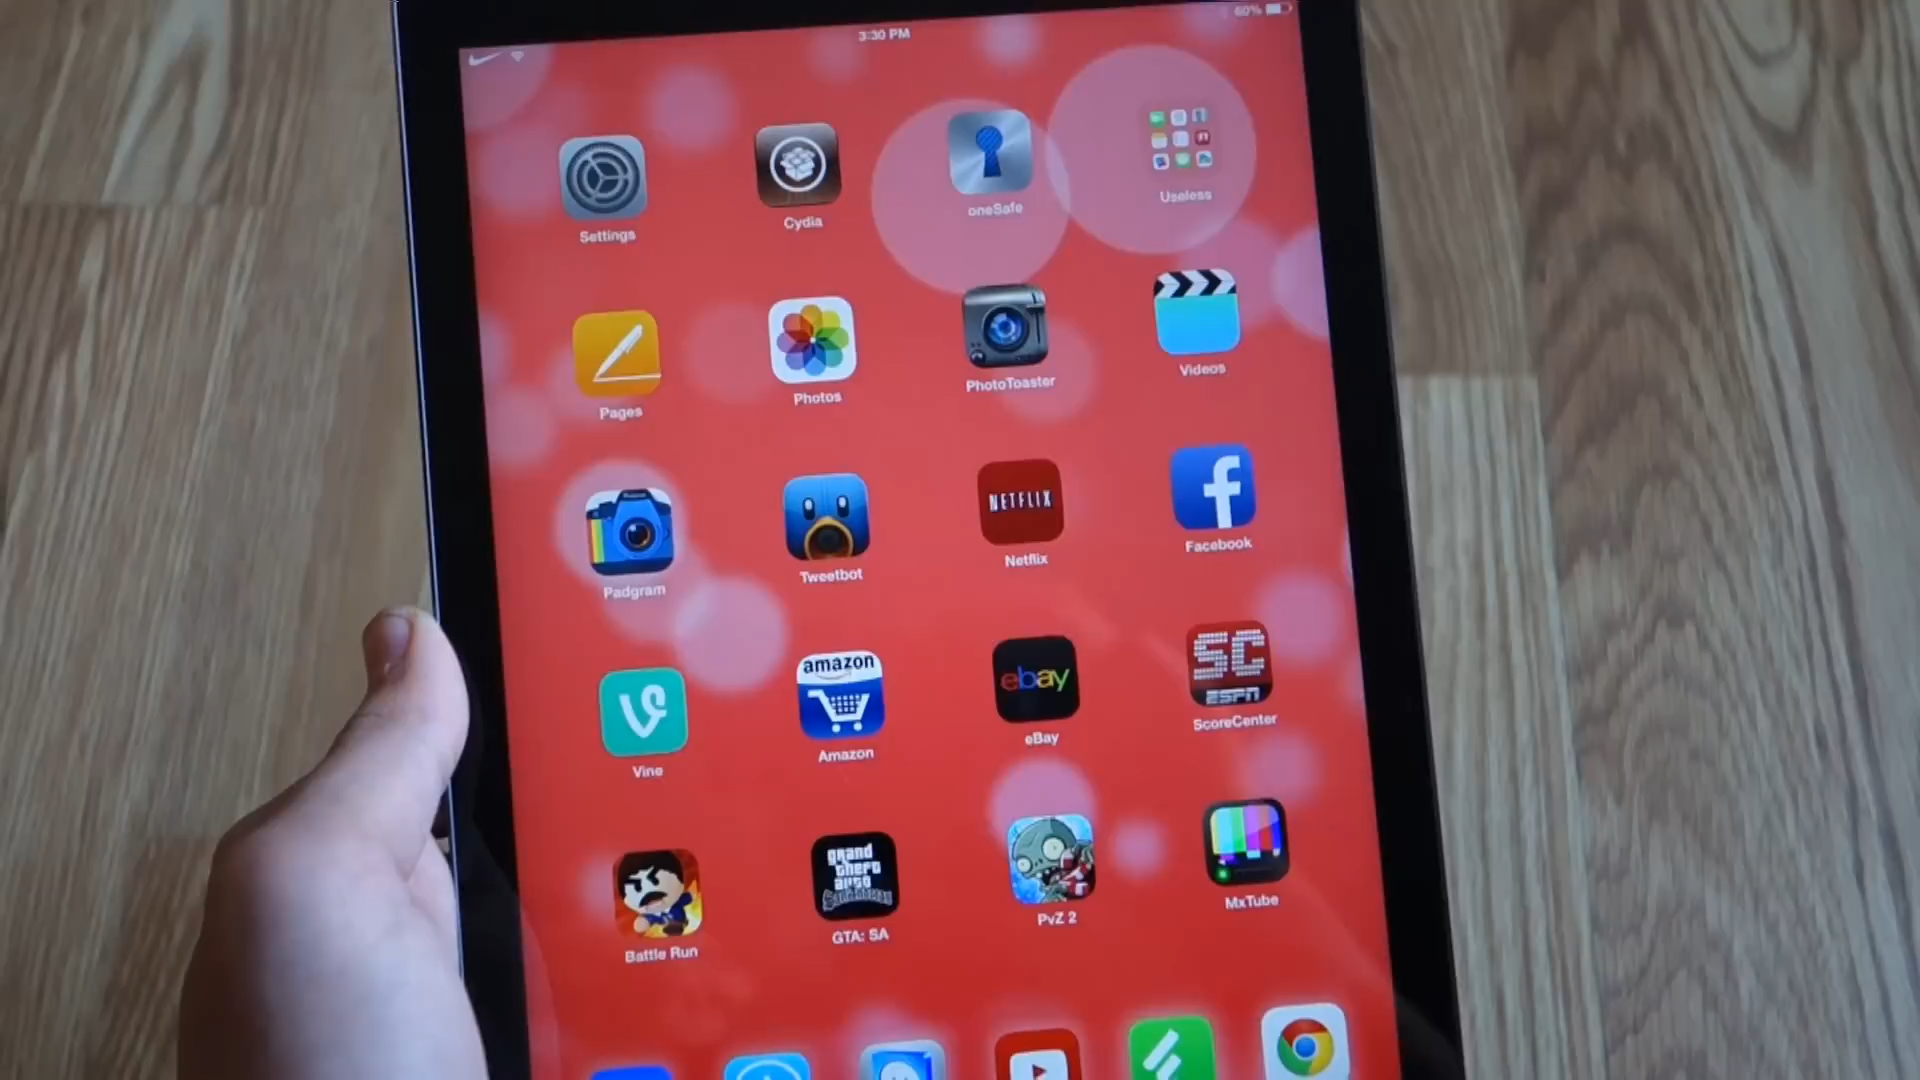 3:30 PM
60%
Settings
Cydia
oneSafe
Useless
Pages
Photos
PhotoToaster
Videos
NETFLIX
Padgram
Tweetbot
Netflix
Facebook
amazon
ebay
SC
ESPN
Vine
Amazon
eBay
ScoreCenter
grand
theft
auto
San Andreas
Battle Run
GTA: SA
PvZ 2
MxTube